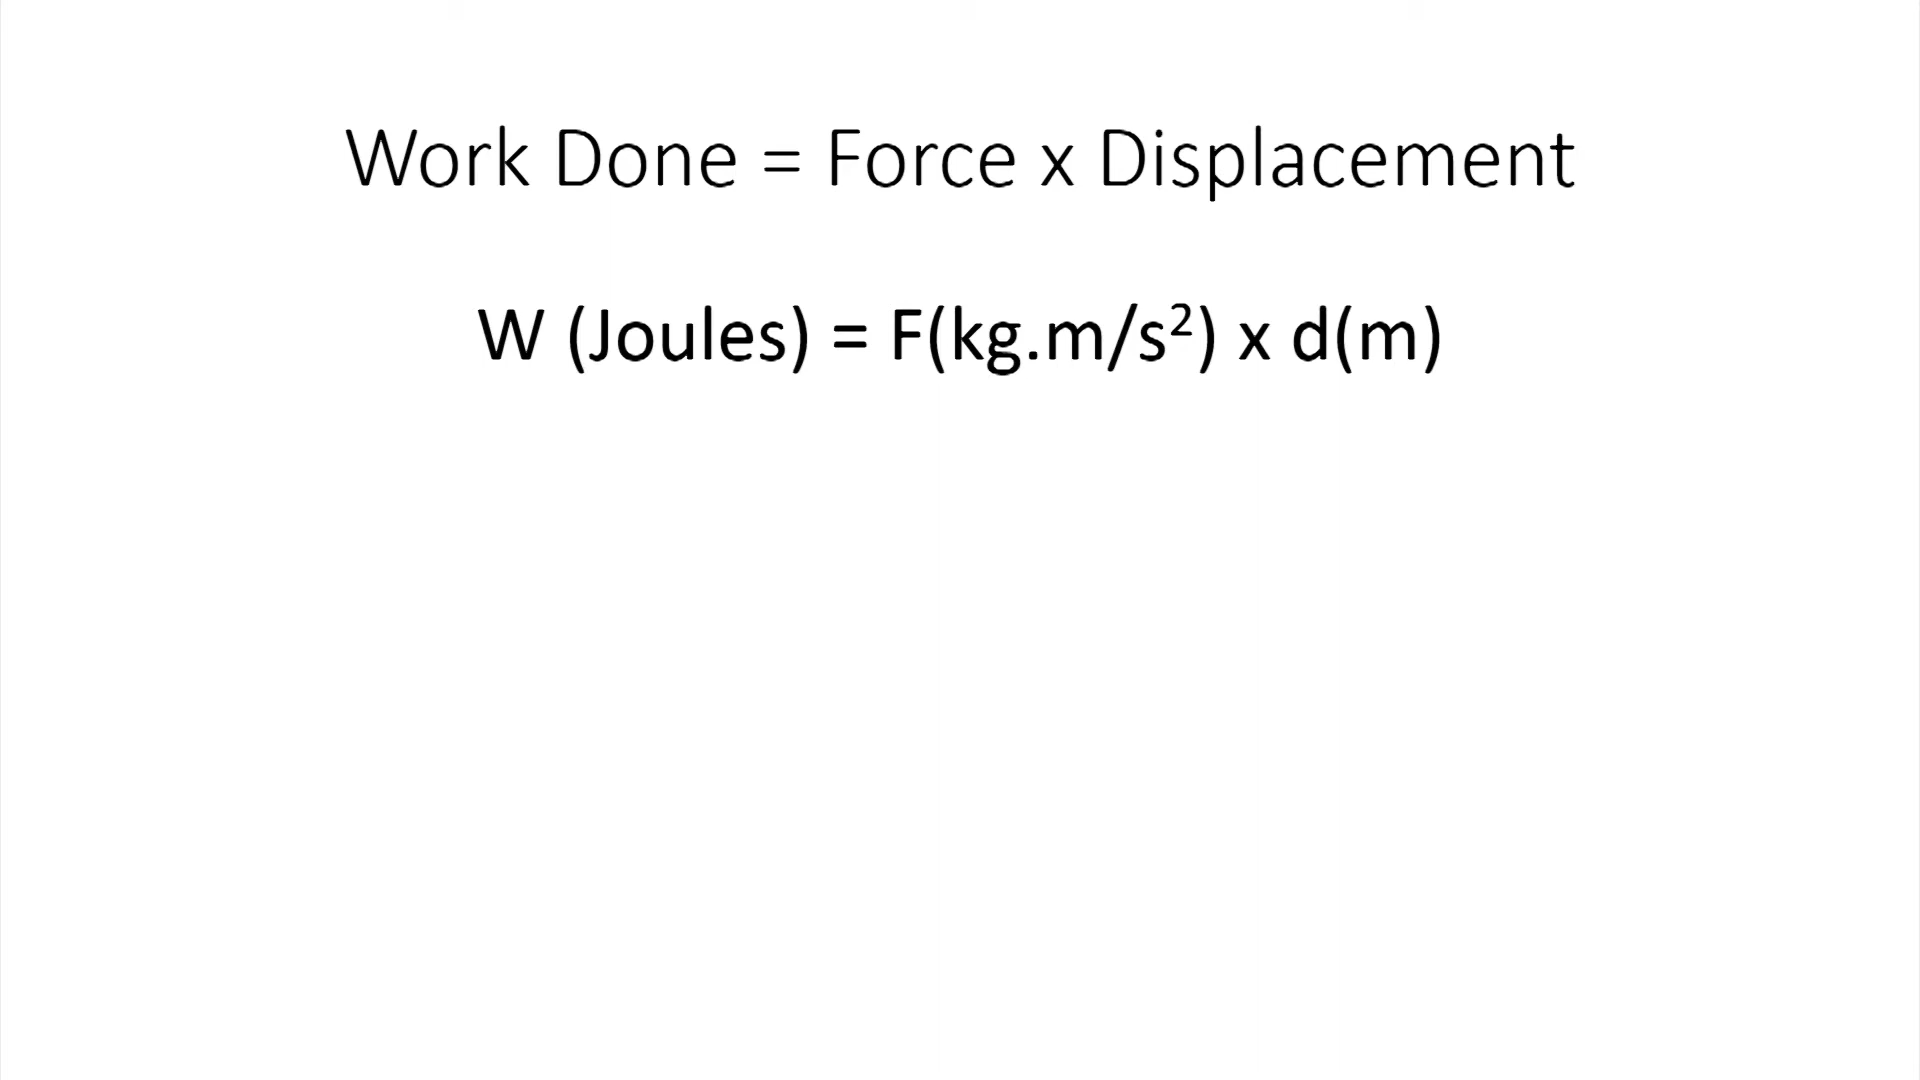 Work Done = Force x Displacement
W (Joules) = F(kg.m/s²) x d(m)